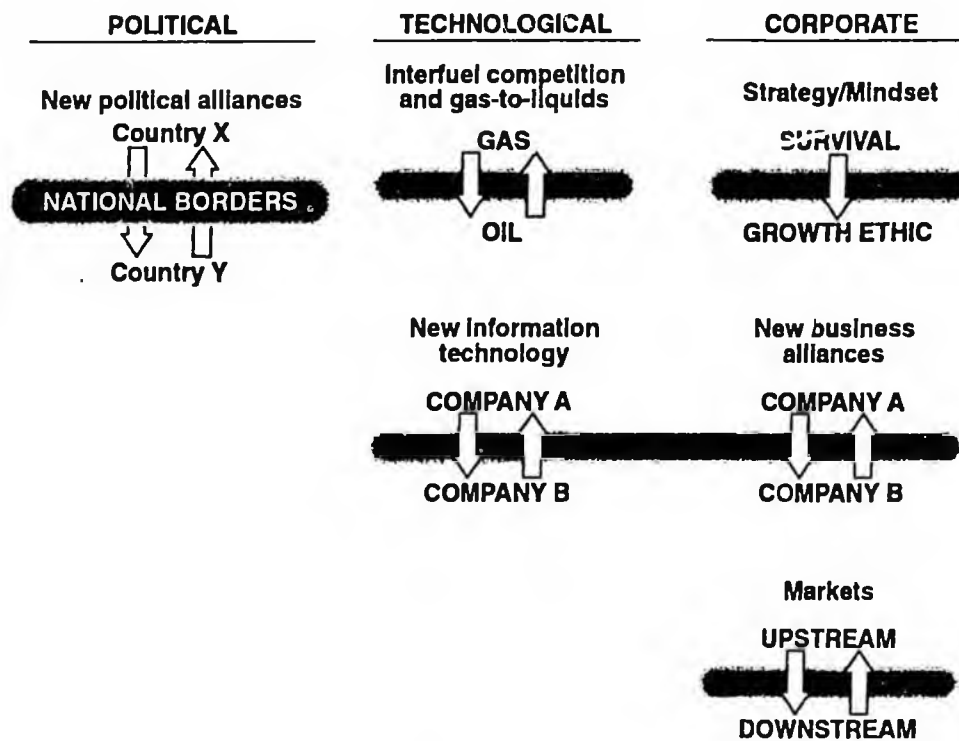 POLITICAL
New political alliances
Country X
NATIONAL BORDERS
Country Y
TECHNOLOGICAL
Interfuel competition
and gas-to-liquids
GAS
OIL
New information
technology
COMPANY A
COMPANY B
CORPORATE
Strategy/Mindset
SURVIVAL
GROWTH ETHIC
New business
alliances
COMPANY A
COMPANY B
Markets
UPSTREAM
DOWNSTREAM